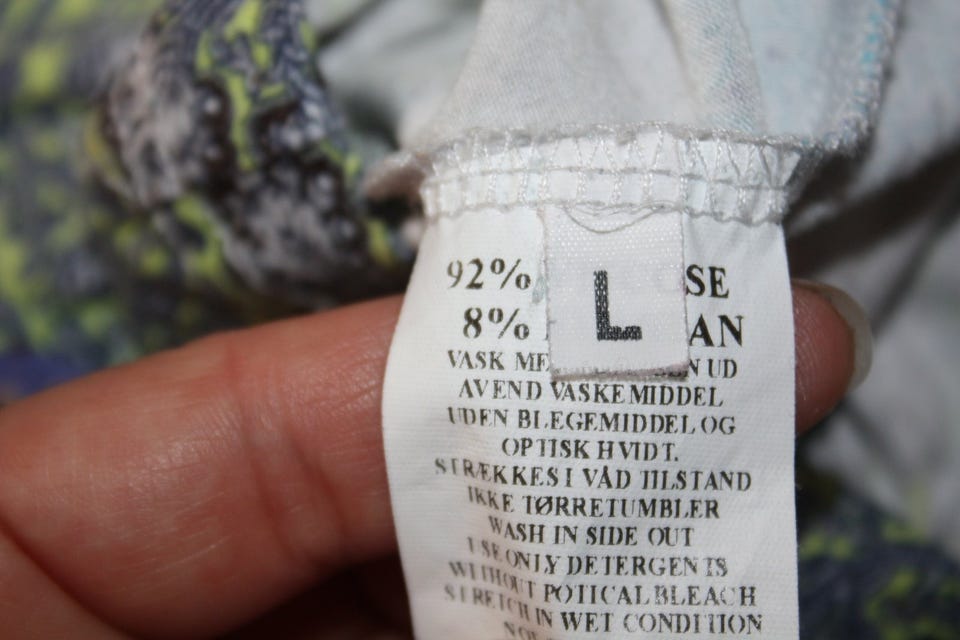 92% SE
L
8% AN
VASK ME N UD
AVEND VASKEMIDDEL
UDEN BLEGEMIDDEL OG
OPTISK HVIDT.
STRÆKKES I VÅD TILSTAND
IKKE TØRRETUMBLER
WASH IN SIDE OUT
USE ONLY DETERGENTS
WITHOUT POTICAL BLEACH
STRETCH IN WET CONDITION